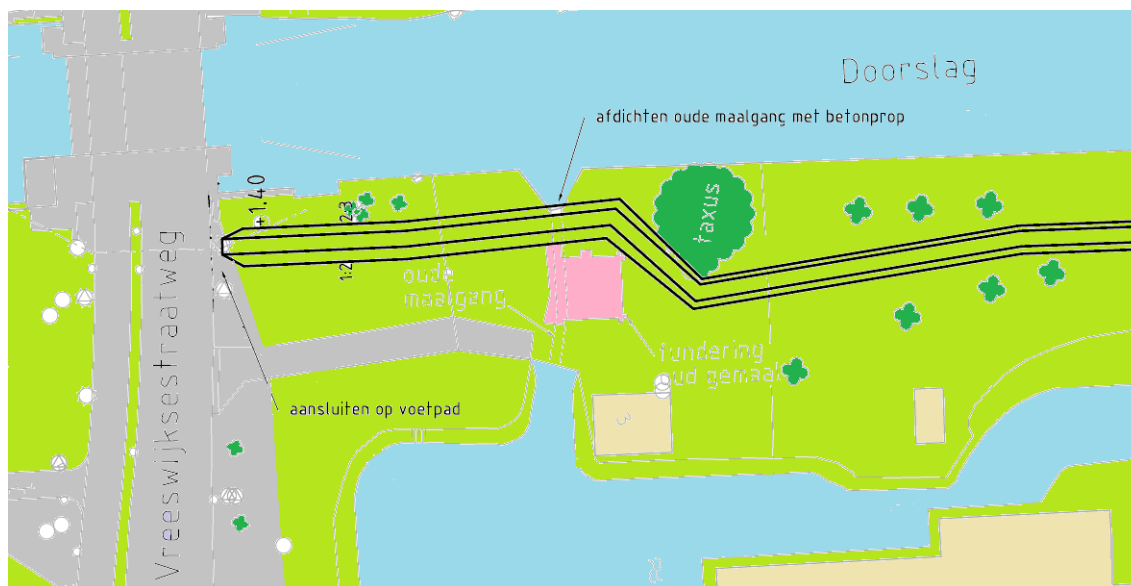 Doorslag
afdichten oude maalgang met betonprop
+1.40
taxus
2-3
1:2
Vreeswijksestraatweg
oude
maalgang
fundering
oud gemaal
aansluiten op voetpad
3